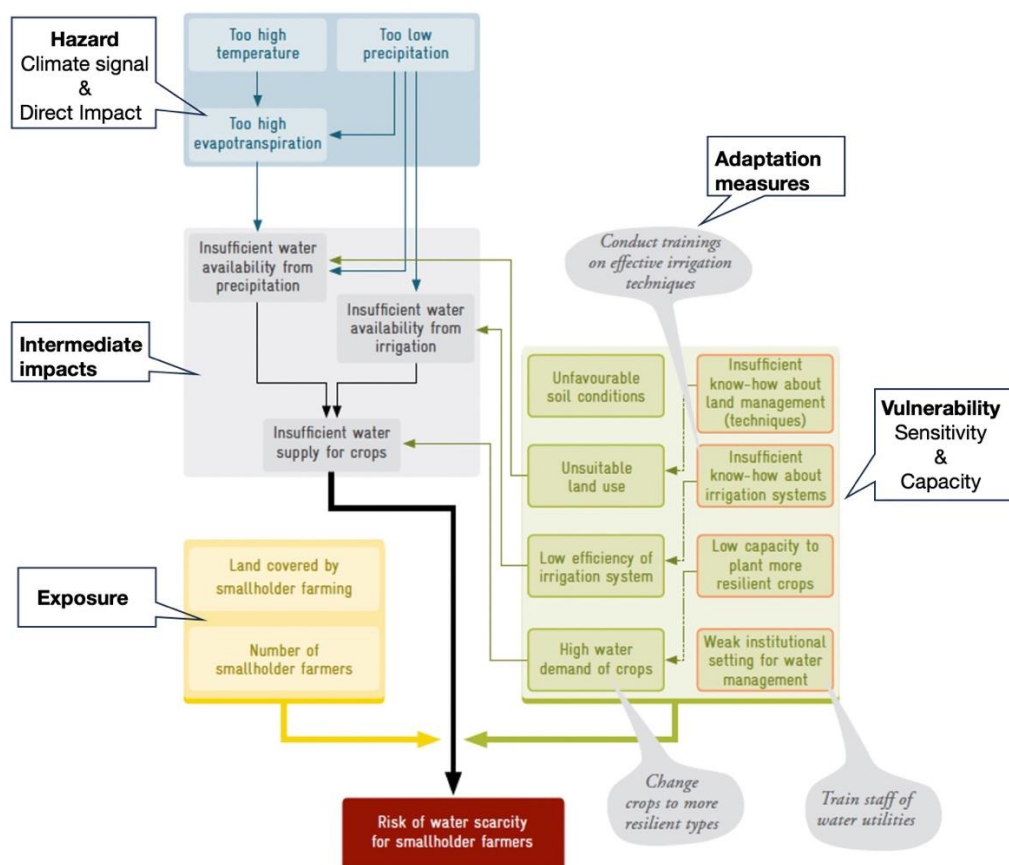 Hazard
Climate signal
&
Direct Impact
Too high
temperature
Too low
precipitation
Too high
evapotranspiration
Adaptation
measures
Conduct trainings
on effective irrigation
techniques
Insufficient water
availability from
precipitation
Insufficient water
availability from
irrigation
Intermediate
impacts
Insufficient water
supply for crops
Unfavourable
soil conditions
Insufficient
know-how about
land management
(techniques)
Vulnerability
Sensitivity
&
Capacity
Unsuitable
land use
Insufficient
know-how about
irrigation systems
Low efficiency of
irrigation system
Low capacity to
plant more
resilient crops
High water
demand of crops
Weak institutional
setting for water
management
Exposure
Land covered by
smallholder farming
Number of
smallholder farmers
Change
crops to more
resilient types
Train staff of
water utilities
Risk of water scarcity
for smallholder farmers